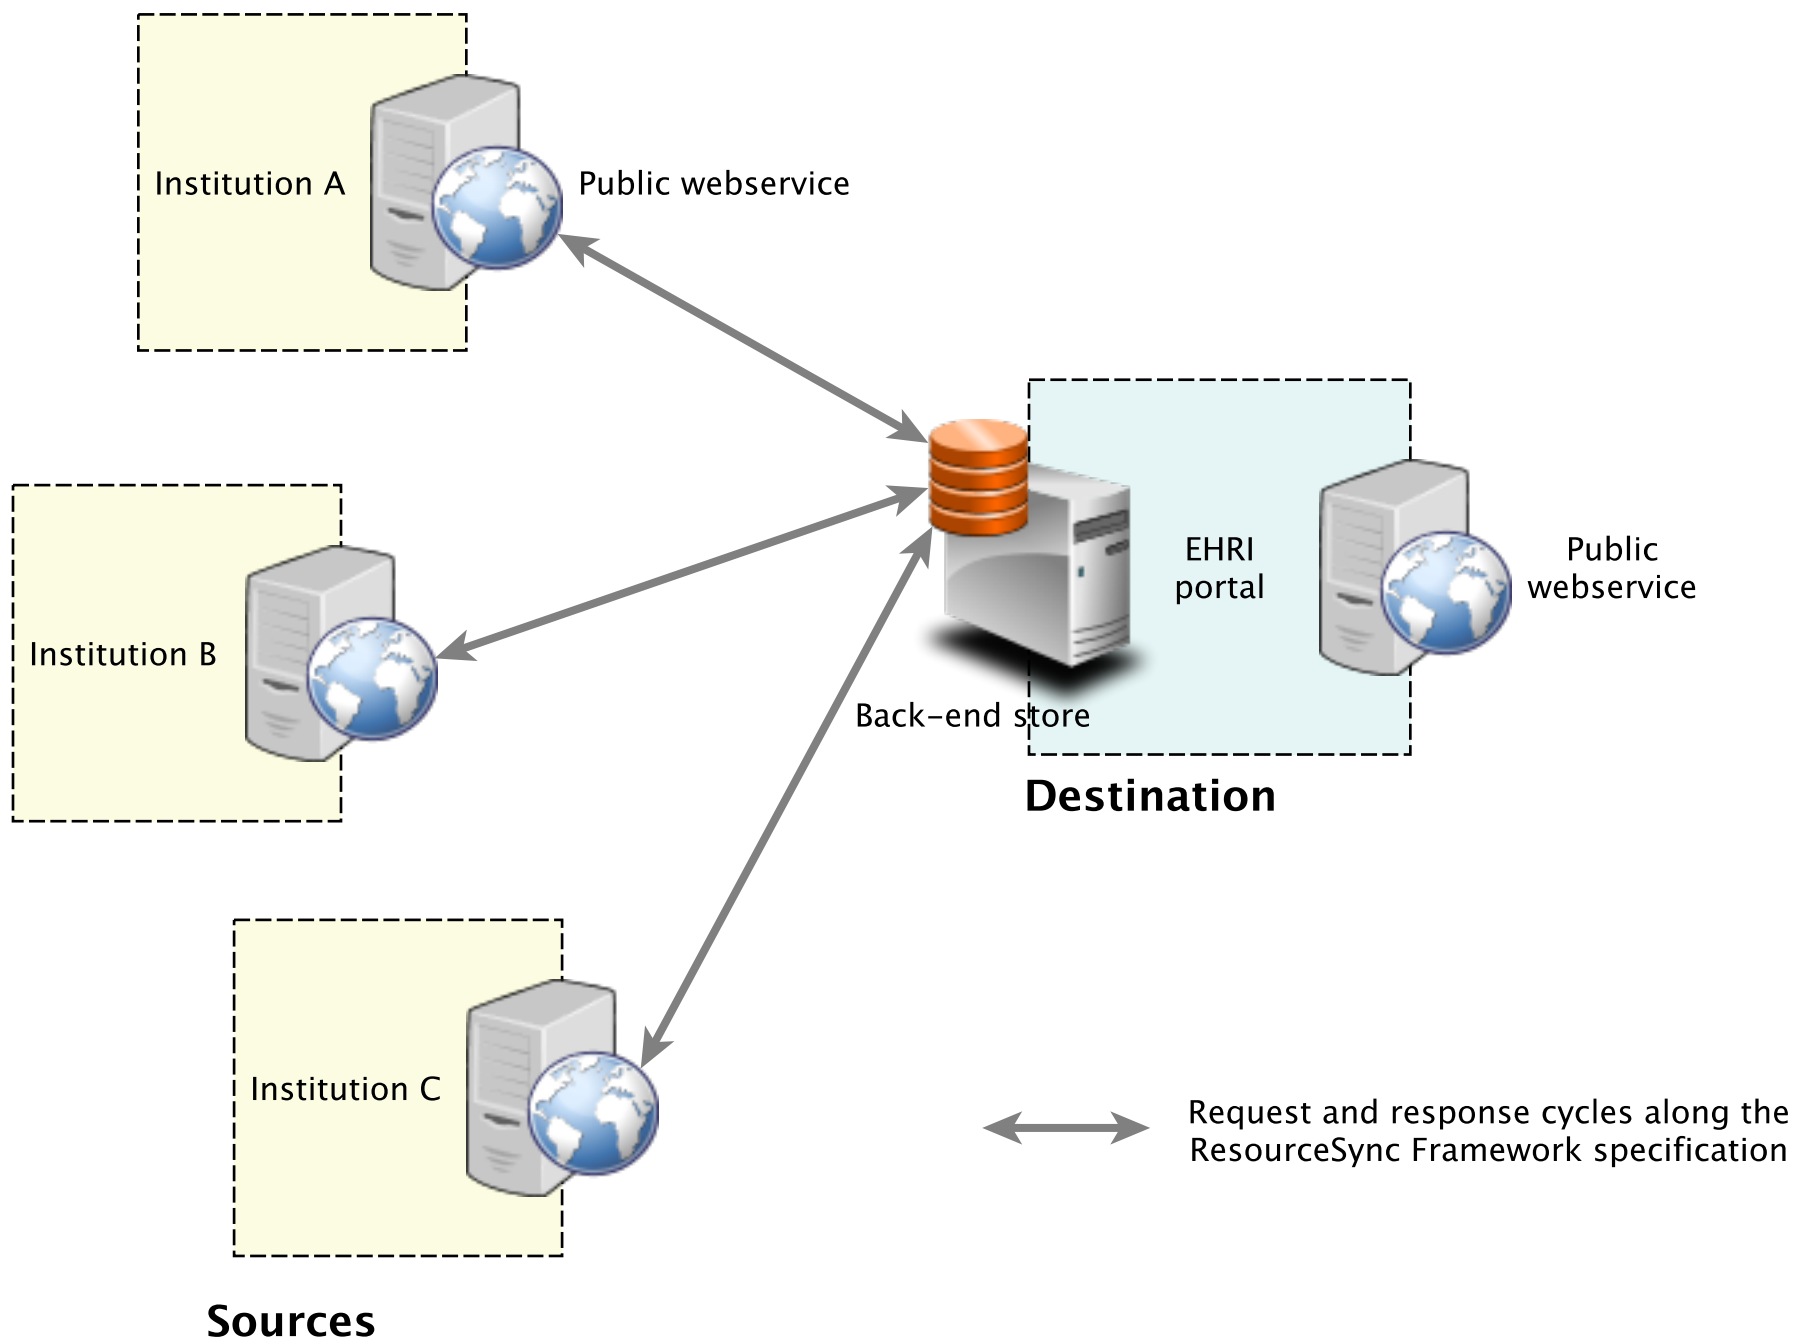 Institution A
Public webservice
Institution B
EHRI
portal
Public
webservice
Back-end store
Destination
Institution C
Request and response cycles along the
ResourceSync Framework specification
Sources